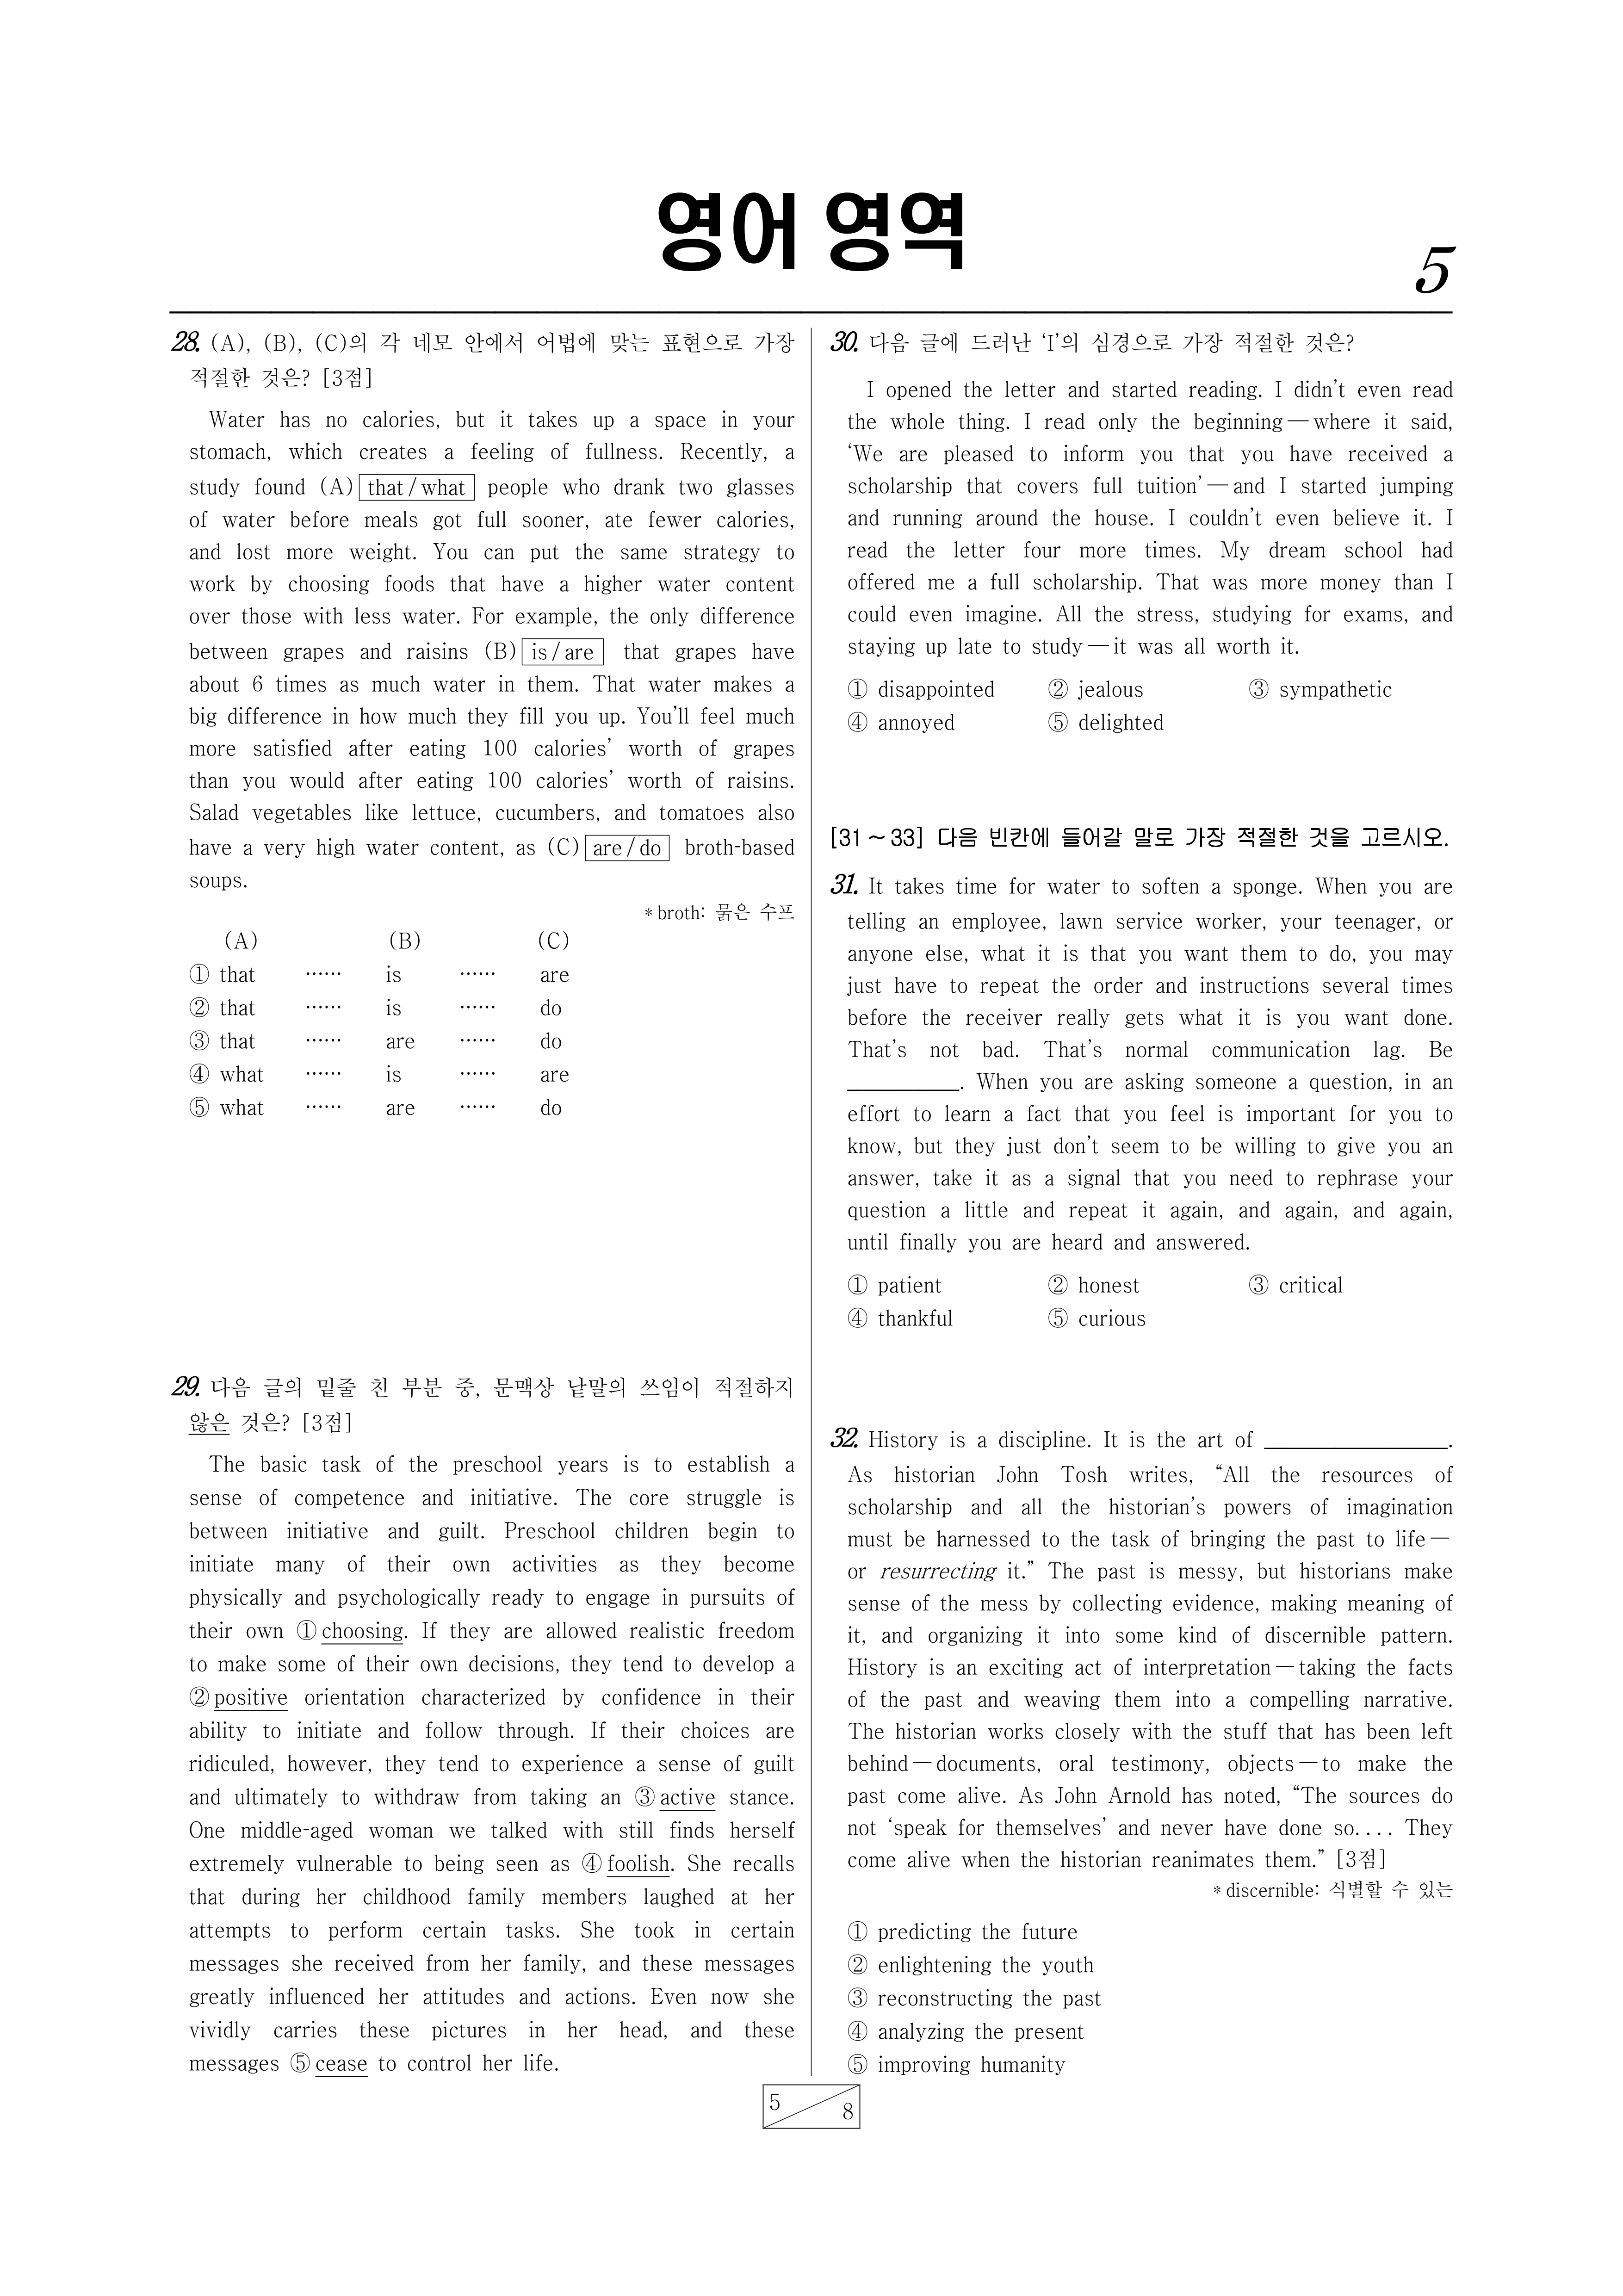 영어 영역
5
28. (A), (B), (C)의 각 네모 안에서 어법에 맞는 표현으로 가장
적절한 것은? [3점]
Water has no calories, but it takes up a space in your
stomach, which creates a feeling of fullness. Recently, a
study found (A) that / what people who drank two glasses
of water before meals got full sooner, ate fewer calories,
and lost more weight. You can put the same strategy to
work by choosing foods that have a higher water content
over those with less water. For example, the only difference
between grapes and raisins (B) is / are that grapes have
about 6 times as much water in them. That water makes a
big difference in how much they fill you up. You’ll feel much
more satisfied after eating 100 calories’ worth of grapes
than you would after eating 100 calories’ worth of raisins.
Salad vegetables like lettuce, cucumbers, and tomatoes also
have a very high water content, as (C) are / do broth-based
soups.
* broth: 묽은 수프
(A) (B) (C)
① that …… is …… are
② that …… is …… do
③ that …… are …… do
④ what …… is …… are
⑤ what …… are …… do
29. 다음 글의 밑줄 친 부분 중, 문맥상 낱말의 쓰임이 적절하지
않은 것은? [3점]
The basic task of the preschool years is to establish a
sense of competence and initiative. The core struggle is
between initiative and guilt. Preschool children begin to
initiate many of their own activities as they become
physically and psychologically ready to engage in pursuits of
their own ① choosing. If they are allowed realistic freedom
to make some of their own decisions, they tend to develop a
② positive orientation characterized by confidence in their
ability to initiate and follow through. If their choices are
ridiculed, however, they tend to experience a sense of guilt
and ultimately to withdraw from taking an ③ active stance.
One middle-aged woman we talked with still finds herself
extremely vulnerable to being seen as ④ foolish. She recalls
that during her childhood family members laughed at her
attempts to perform certain tasks. She took in certain
messages she received from her family, and these messages
greatly influenced her attitudes and actions. Even now she
vividly carries these pictures in her head, and these
messages ⑤ cease to control her life.
30. 다음 글에 드러난 ‘I’의 심경으로 가장 적절한 것은?
I opened the letter and started reading. I didn’t even read
the whole thing. I read only the beginning — where it said,
‘We are pleased to inform you that you have received a
scholarship that covers full tuition’ — and I started jumping
and running around the house. I couldn’t even believe it. I
read the letter four more times. My dream school had
offered me a full scholarship. That was more money than I
could even imagine. All the stress, studying for exams, and
staying up late to study — it was all worth it.
① disappointed ② jealous ③ sympathetic
④ annoyed ⑤ delighted
[31 ~ 33] 다음 빈칸에 들어갈 말로 가장 적절한 것을 고르시오.
31. It takes time for water to soften a sponge. When you are
telling an employee, lawn service worker, your teenager, or
anyone else, what it is that you want them to do, you may
just have to repeat the order and instructions several times
before the receiver really gets what it is you want done.
That’s not bad. That’s normal communication lag. Be
__________. When you are asking someone a question, in an
effort to learn a fact that you feel is important for you to
know, but they just don’t seem to be willing to give you an
answer, take it as a signal that you need to rephrase your
question a little and repeat it again, and again, and again,
until finally you are heard and answered.
① patient ② honest ③ critical
④ thankful ⑤ curious
32. History is a discipline. It is the art of ________________.
As historian John Tosh writes, “All the resources of
scholarship and all the historian’s powers of imagination
must be harnessed to the task of bringing the past to life —
or resurrecting it.” The past is messy, but historians make
sense of the mess by collecting evidence, making meaning of
it, and organizing it into some kind of discernible pattern.
History is an exciting act of interpretation — taking the facts
of the past and weaving them into a compelling narrative.
The historian works closely with the stuff that has been left
behind — documents, oral testimony, objects — to make the
past come alive. As John Arnold has noted, “The sources do
not ‘speak for themselves’ and never have done so.... They
come alive when the historian reanimates them.” [3점]
* discernible: 식별할 수 있는
① predicting the future
② enlightening the youth
③ reconstructing the past
④ analyzing the present
⑤ improving humanity
5 8